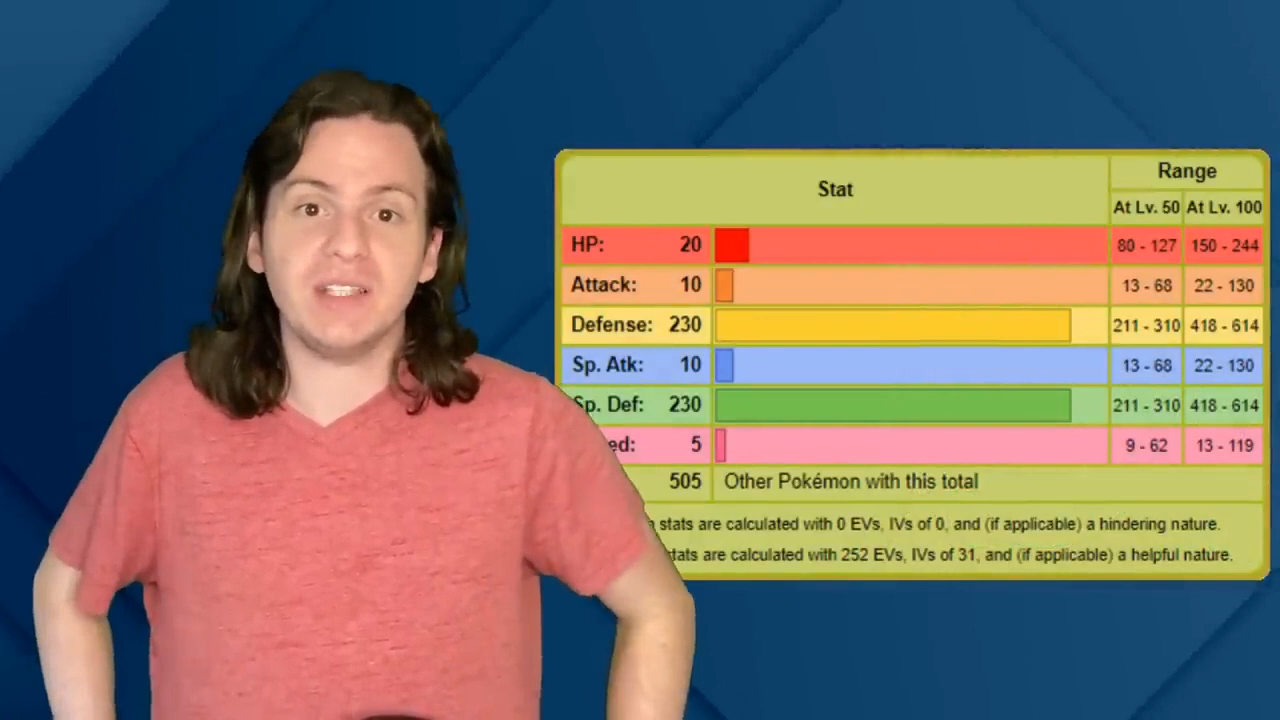 Stat Range
At Lv. 50 At Lv. 100
HP: 20 80 - 127 150 - 244
Attack: 10 13 - 68 22 - 130
Defense: 230 211 - 310 418 - 614
Sp. Atk: 10 13 - 68 22 - 130
Sp. Def: 230 211 - 310 418 - 614
ed: 5 9 - 62 13 - 119
505 Other Pokémon with this total
stats are calculated with 0 EVs, IVs of 0, and (if applicable) a hindering nature.
stats are calculated with 252 EVs, IVs of 31, and (if applicable) a helpful nature.